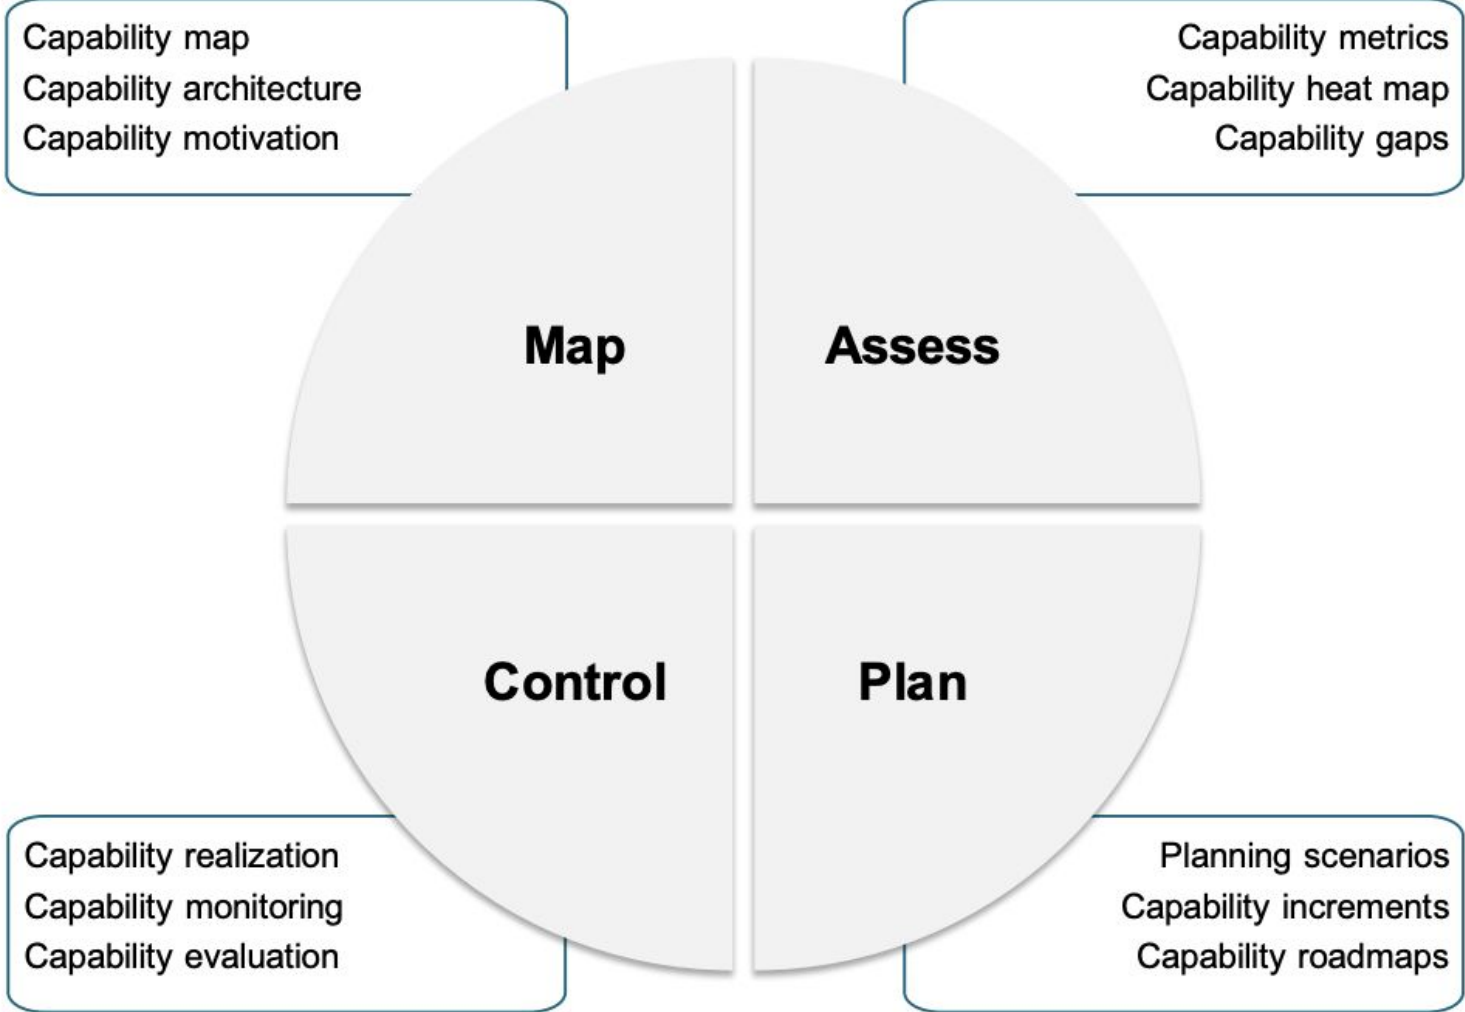 Capability map
Capability architecture
Capability motivation
Capability metrics
Capability heat map
Capability gaps
Map
Assess
Control
Plan
Capability realization
Capability monitoring
Capability evaluation
Planning scenarios
Capability increments
Capability roadmaps